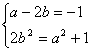 a − 2b = −1
2b² = a² + 1